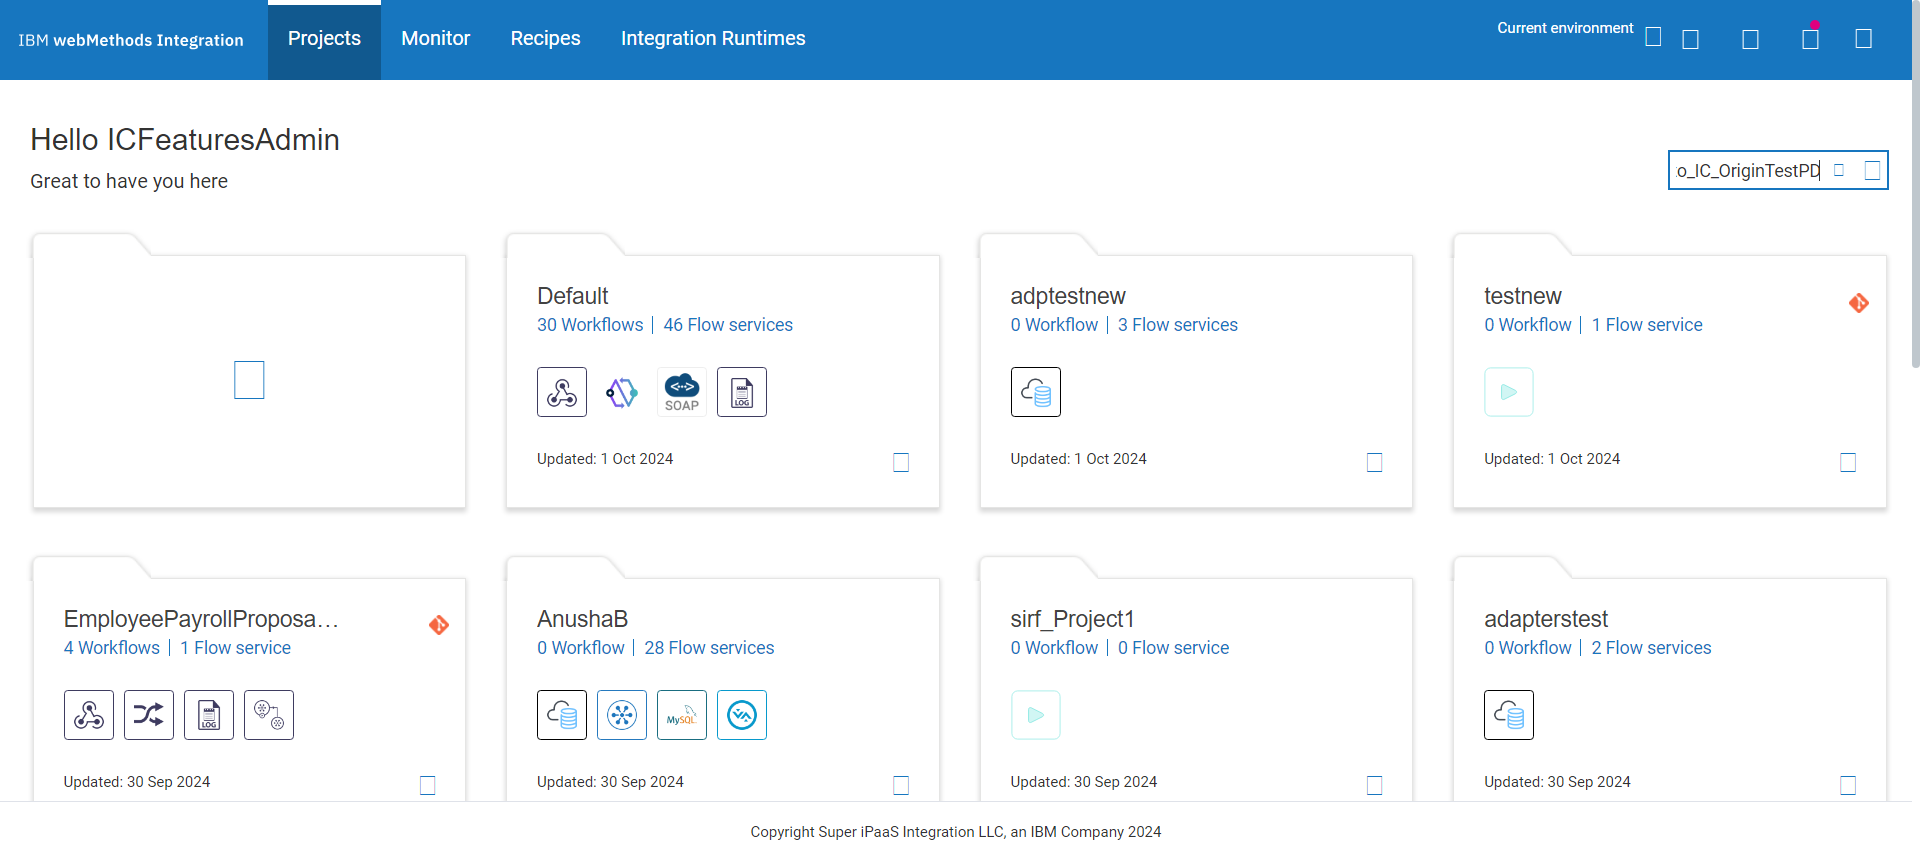 IBM webMethods Integration
Projects
Monitor
Recipes
Integration Runtimes
Current environment
Hello ICFeaturesAdmin
Great to have you here
o_IC_OriginTestPD
Default
30 Workflows | 46 Flow services
SOAP
LOG
Updated: 1 Oct 2024
adptestnew
0 Workflow | 3 Flow services
Updated: 1 Oct 2024
testnew
0 Workflow | 1 Flow service
Updated: 1 Oct 2024
EmployeePayrollProposa...
4 Workflows | 1 Flow service
LOG
Updated: 30 Sep 2024
AnushaB
0 Workflow | 28 Flow services
MySQL
Updated: 30 Sep 2024
sirf_Project1
0 Workflow | 0 Flow service
Updated: 30 Sep 2024
adapterstest
0 Workflow | 2 Flow services
Updated: 30 Sep 2024
Copyright Super iPaaS Integration LLC, an IBM Company 2024